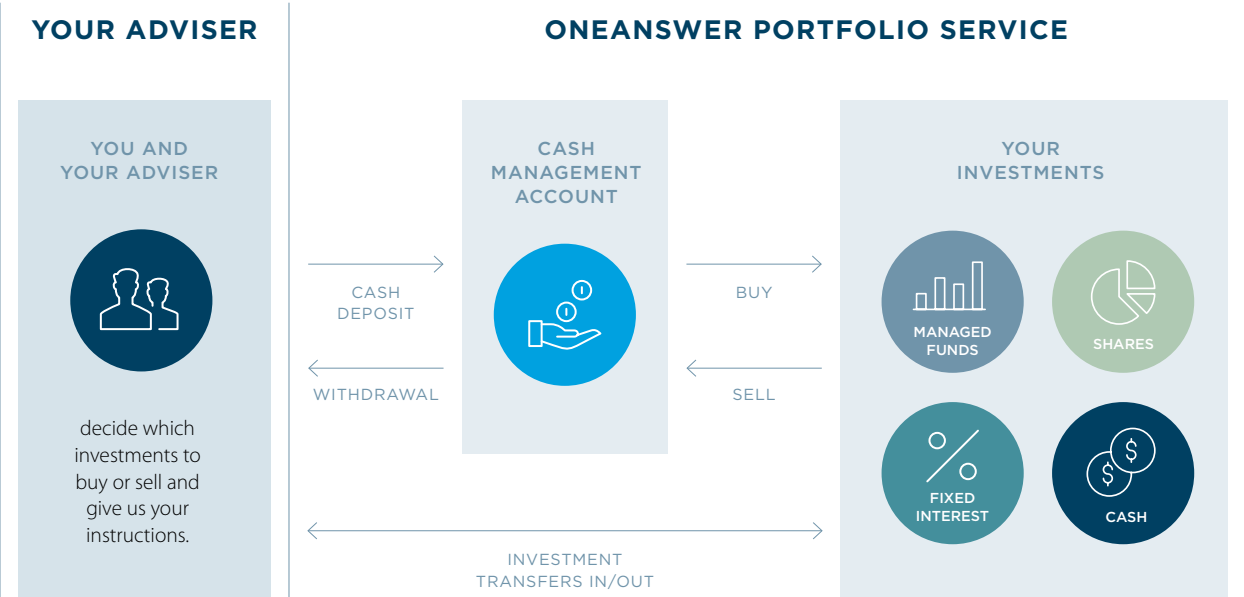 YOUR ADVISER
ONEANSWER PORTFOLIO SERVICE
YOU AND
YOUR ADVISER
decide which
investments to
buy or sell and
give us your
instructions.
CASH
DEPOSIT
WITHDRAWAL
CASH
MANAGEMENT
ACCOUNT
BUY
SELL
INVESTMENT
TRANSFERS IN/OUT
YOUR
INVESTMENTS
MANAGED
FUNDS
SHARES
%
FIXED
INTEREST
$
$
CASH